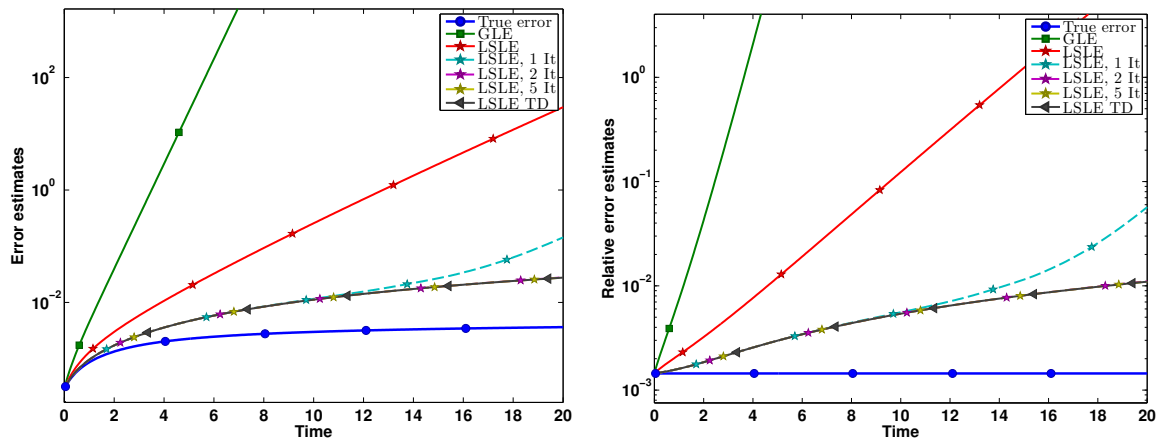 True error
GLE
LSLE
LSLE, 1 It
LSLE, 2 It
LSLE, 5 It
LSLE TD
10^2
10^0
10^-2
Error estimates
0 2 4 6 8 10 12 14 16 18 20
Time
True error
GLE
LSLE
LSLE, 1 It
LSLE, 2 It
LSLE, 5 It
LSLE TD
10^0
10^-1
10^-2
10^-3
Relative error estimates
0 2 4 6 8 10 12 14 16 18 20
Time